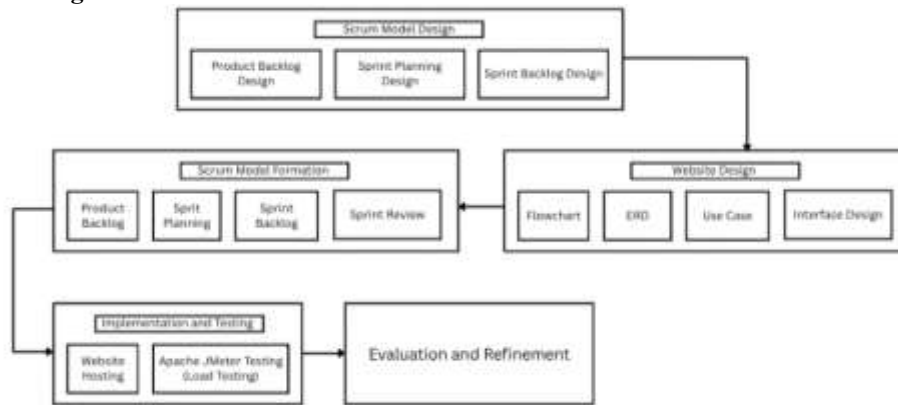 Scrum Model Design
Product Backlog
Design
Sprint Planning
Design
Sprint Backlog Design
Scrum Model Formation
Product
Backlog
Sprit
Planning
Sprint
Backlog
Sprint Review
Website Design
Flowchart
ERD
Use Case
Interface Design
Implementation and Testing
Website
Hosting
Apache JMeter Testing
(Load Testing)
Evaluation and Refinement